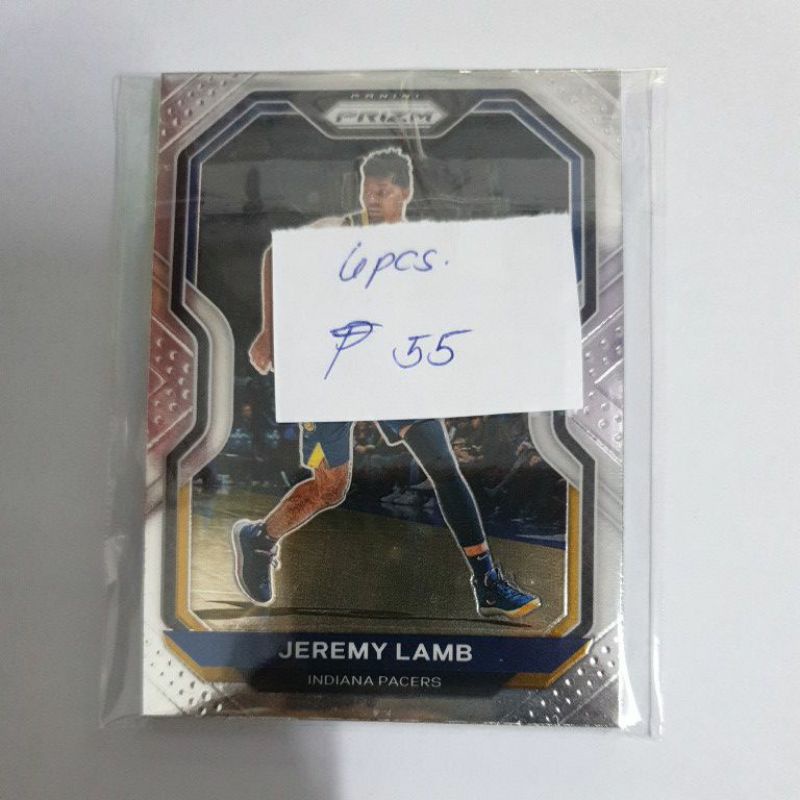 PANINI
PRIZM
6pcs.
₱ 55
JEREMY LAMB
INDIANA PACERS